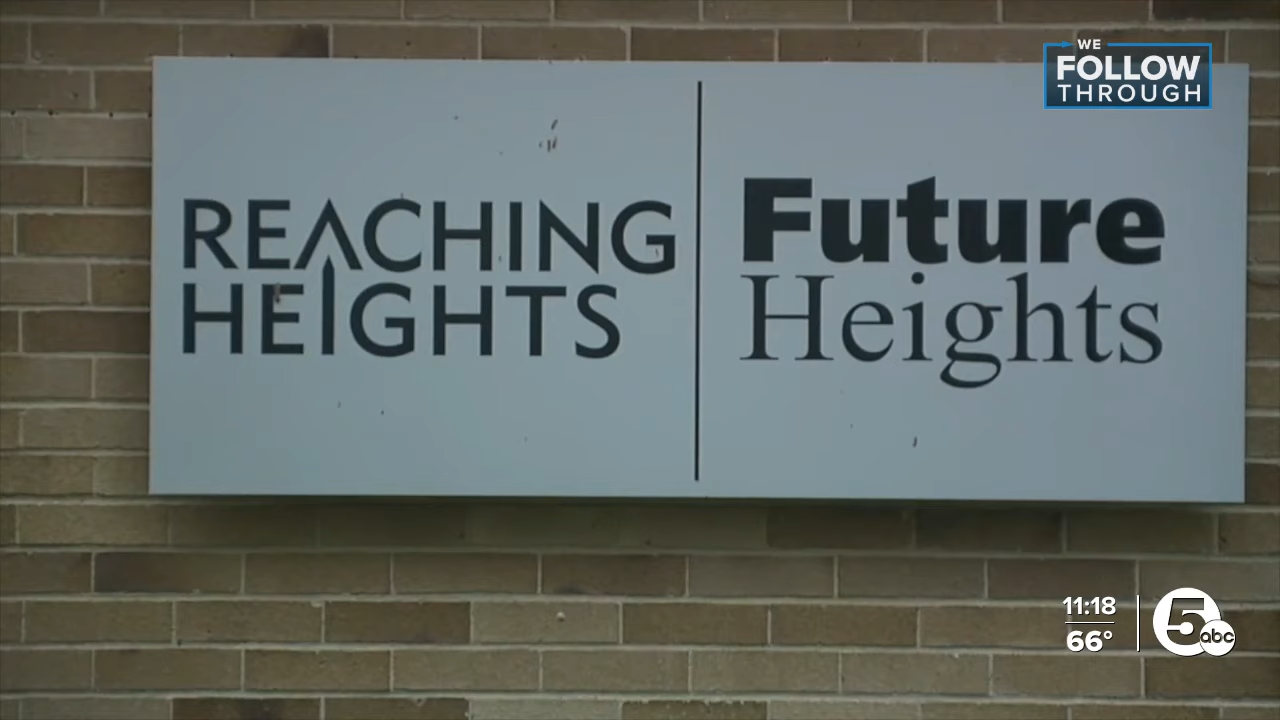 WE
FOLLOW
THROUGH
REACHING
HEIGHTS
Future
Heights
11:18
66°
5
abc